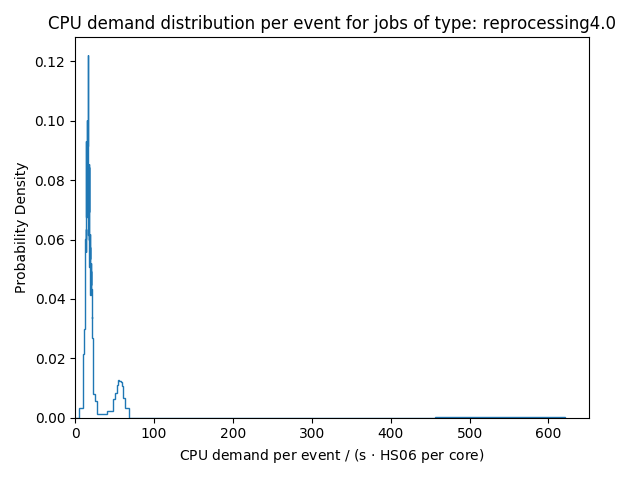 CPU demand distribution per event for jobs of type: reprocessing4.0
0.12
0.10
0.08
0.06
0.04
0.02
0.00
Probability Density
0 100 200 300 400 500 600
CPU demand per event / (s · HS06 per core)